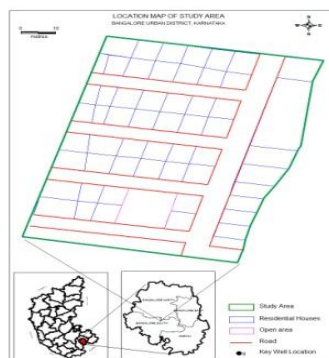 LOCATION MAP OF STUDY AREA
BANGALORE URBAN DISTRICT, KARNATAKA
Study Area
Residential Houses
Open area
Road
Key Well Location